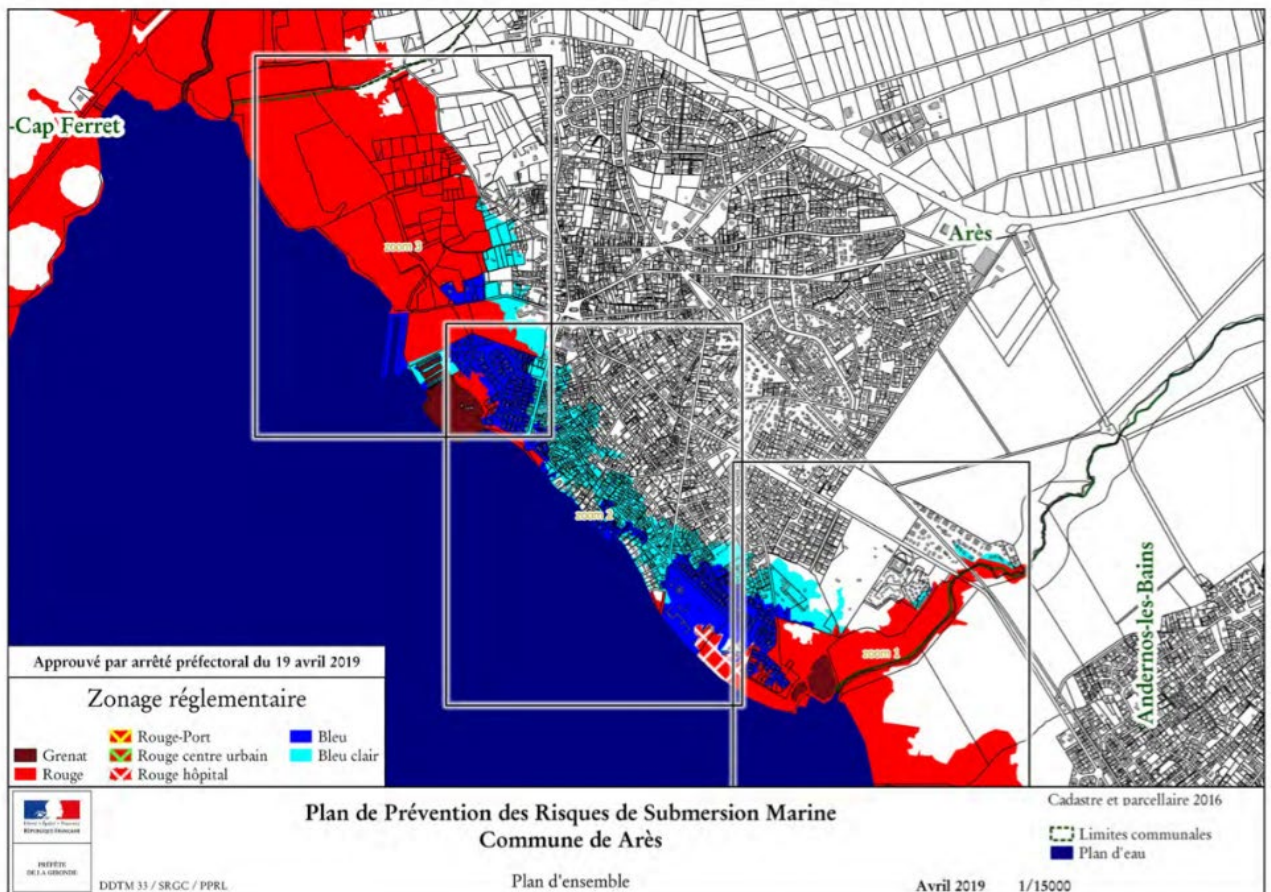 -Cap Ferret
zoom 3
Arès
zoom 2
zoom 1
Andernos-les-Bains
Approuvé par arrêté préfectoral du 19 avril 2019
Zonage réglementaire
Grenat
Rouge
Rouge-Port
Rouge centre urbain
Rouge hôpital
Bleu
Bleu clair
RÉPUBLIQUE FRANÇAISE
PRÉFÈTE
DE LA GIRONDE
DDTM 33 / SRGC / PPRL
Plan de Prévention des Risques de Submersion Marine
Commune de Arès
Plan d'ensemble
Cadastre et parcellaire 2016
Limites communales
Plan d'eau
Avril 2019 1/15000